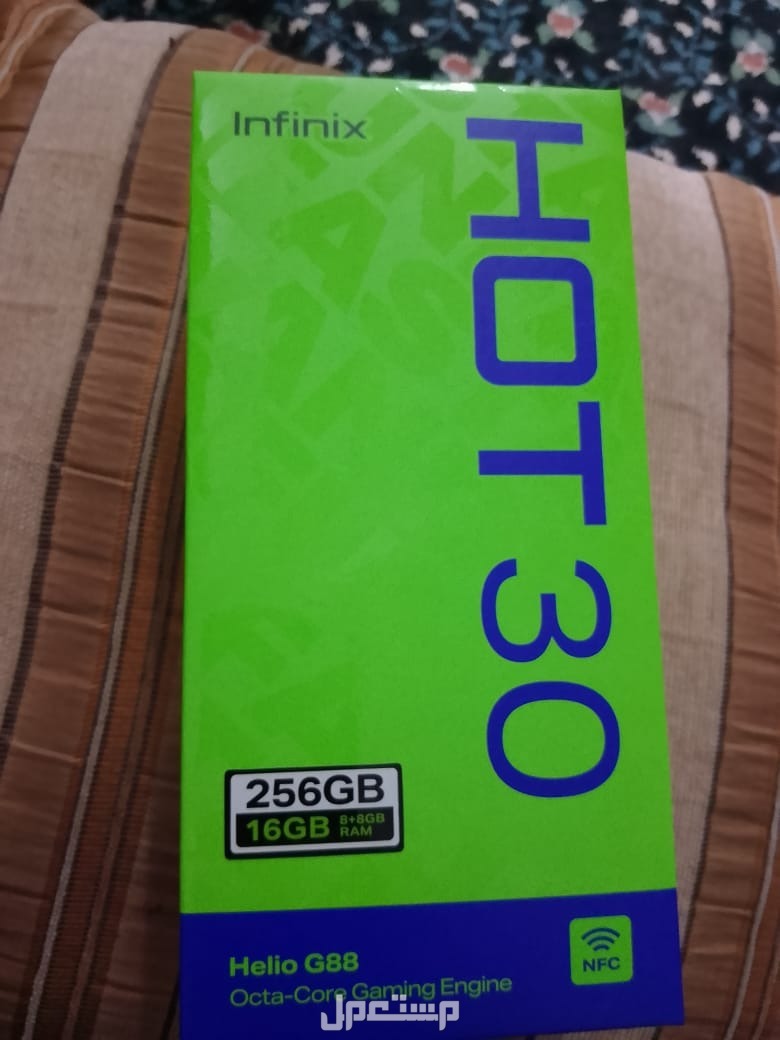 Infinix
HOT 30
256GB
16GB 8+8GB RAM
Helio G88
Octa-Core Gaming Engine
NFC
مستعمل